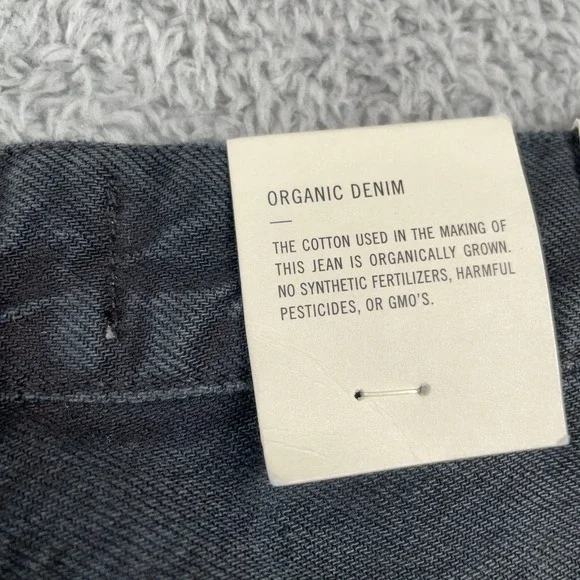 ORGANIC DENIM
THE COTTON USED IN THE MAKING OF
THIS JEAN IS ORGANICALLY GROWN.
NO SYNTHETIC FERTILIZERS, HARMFUL
PESTICIDES, OR GMO'S.